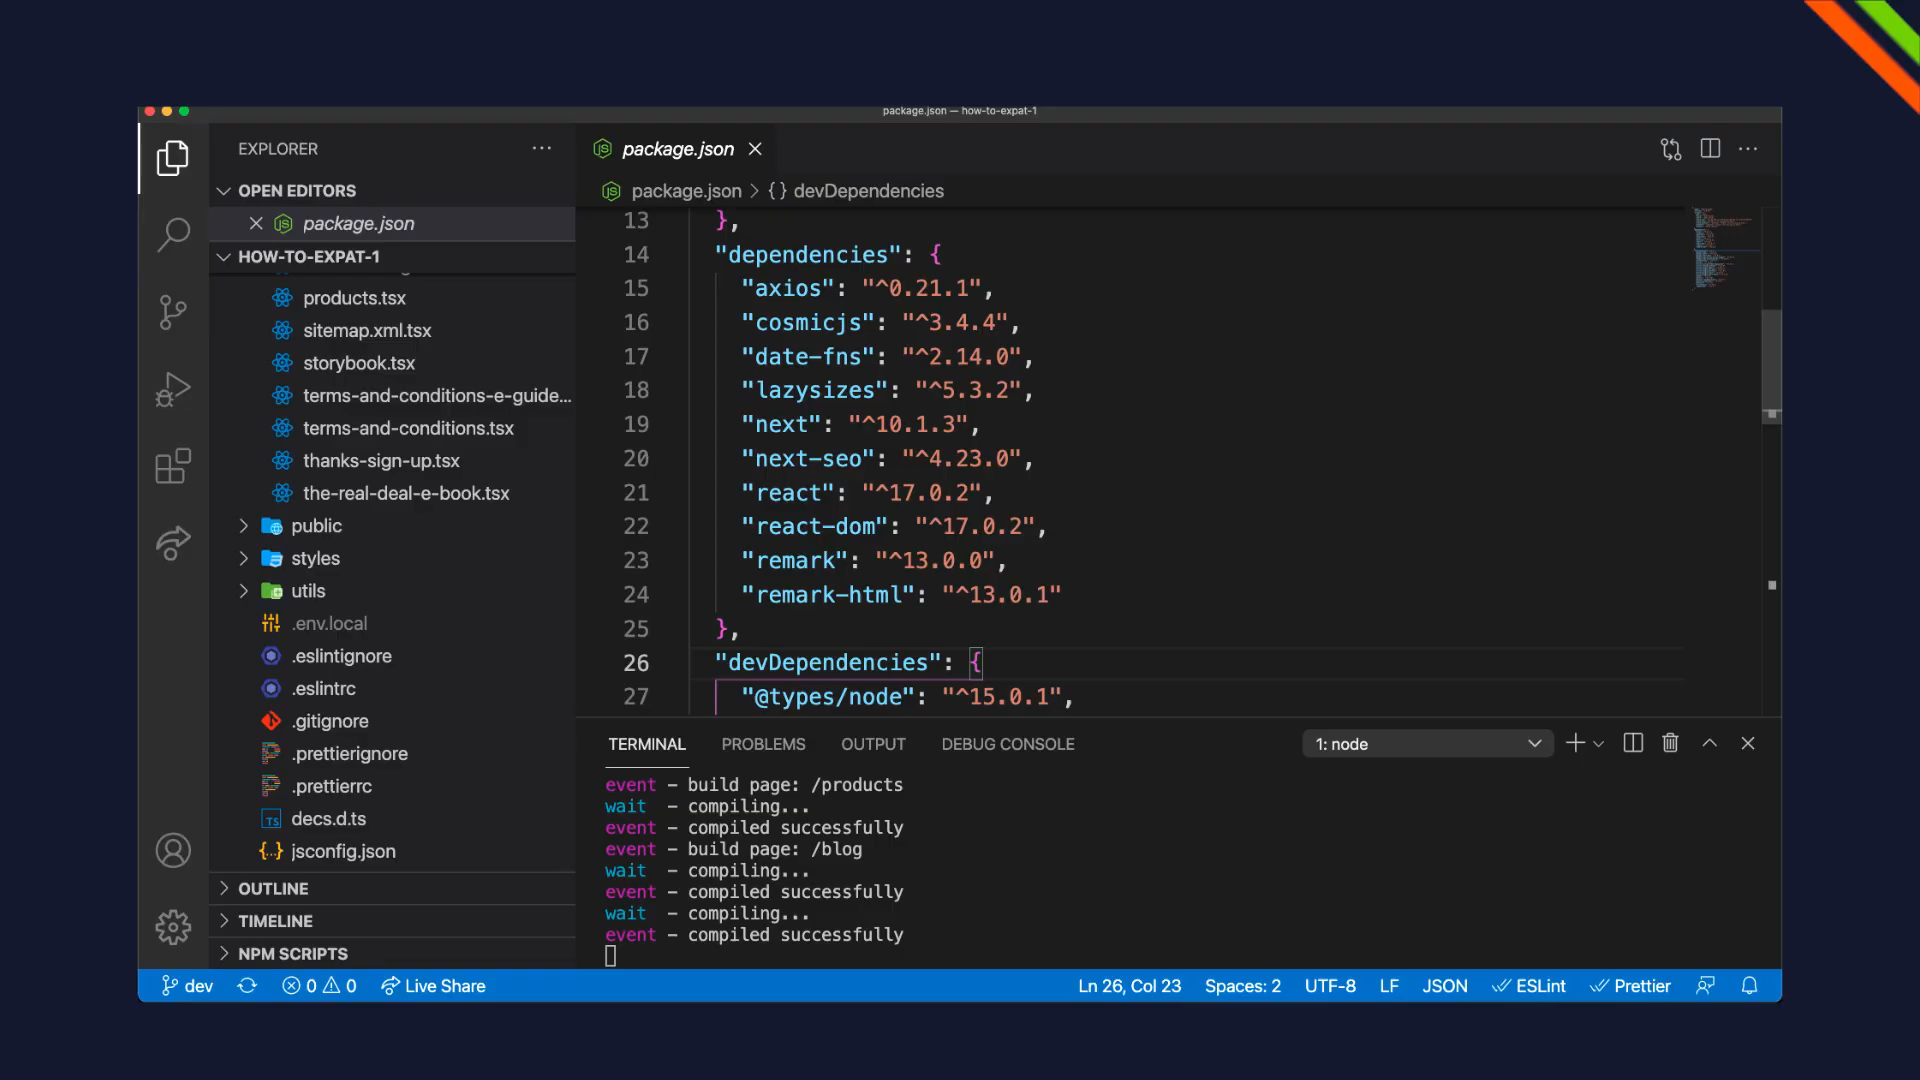 package.json — how-to-expat-1
EXPLORER
OPEN EDITORS
package.json
HOW-TO-EXPAT-1
products.tsx
sitemap.xml.tsx
storybook.tsx
terms-and-conditions-e-guide...
terms-and-conditions.tsx
thanks-sign-up.tsx
the-real-deal-e-book.tsx
public
styles
utils
.env.local
.eslintignore
.eslintrc
.gitignore
.prettierignore
.prettierrc
decs.d.ts
jsconfig.json
OUTLINE
TIMELINE
NPM SCRIPTS
package.json
package.json > {} devDependencies
13 },
14 "dependencies": {
15 "axios": "^0.21.1",
16 "cosmicjs": "^3.4.4",
17 "date-fns": "^2.14.0",
18 "lazysizes": "^5.3.2",
19 "next": "^10.1.3",
20 "next-seo": "^4.23.0",
21 "react": "^17.0.2",
22 "react-dom": "^17.0.2",
23 "remark": "^13.0.0",
24 "remark-html": "^13.0.1"
25 },
26 "devDependencies": {
27 "@types/node": "^15.0.1",
TERMINAL PROBLEMS OUTPUT DEBUG CONSOLE 1: node
event - build page: /products
wait - compiling...
event - compiled successfully
event - build page: /blog
wait - compiling...
event - compiled successfully
wait - compiling...
event - compiled successfully
dev 0 0 Live Share Ln 26, Col 23 Spaces: 2 UTF-8 LF JSON ESLint Prettier